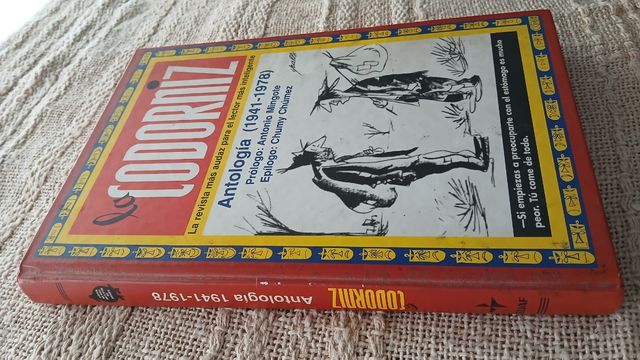 la
CODORNIZ
La revista más audaz para el lector más inteligente
Antología (1941-1978)
Prólogo: Antonio Mingote
Epílogo: Chumy Chúmez
—Si empiezas a preocuparte con el estómago es mucho
peor. Tú come de todo.
la CODORNIZ
Antología 1941-1978
EDAF